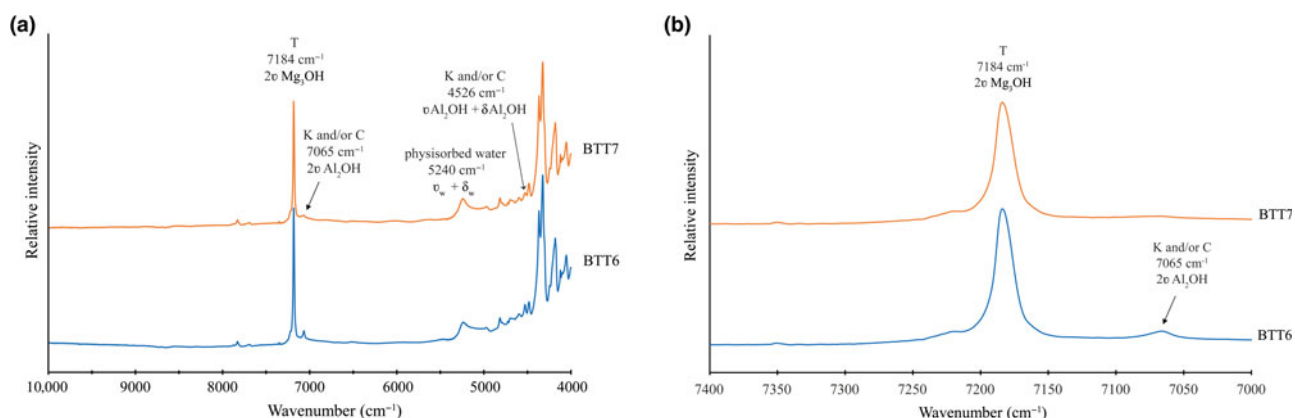 (a)
T
7184 cm⁻¹
2υ Mg₃OH
K and/or C
7065 cm⁻¹
2υ Al₂OH
physisorbed water
5240 cm⁻¹
υ_w + δ_w
K and/or C
4526 cm⁻¹
υAl₂OH + δAl₂OH
BTT7
BTT6
Relative intensity
10,000 9000 8000 7000 6000 5000 4000
Wavenumber (cm⁻¹)
(b)
T
7184 cm⁻¹
2υ Mg₃OH
BTT7
K and/or C
7065 cm⁻¹
2υ Al₂OH
BTT6
Relative intensity
7400 7350 7300 7250 7200 7150 7100 7050 7000
Wavenumber (cm⁻¹)